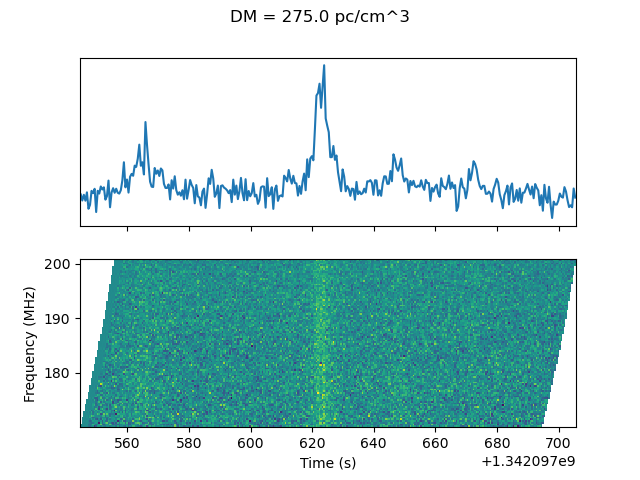 DM = 275.0 pc/cm^3
200
190
180
Frequency (MHz)
560 580 600 620 640 660 680 700
Time (s)
+1.342097e9